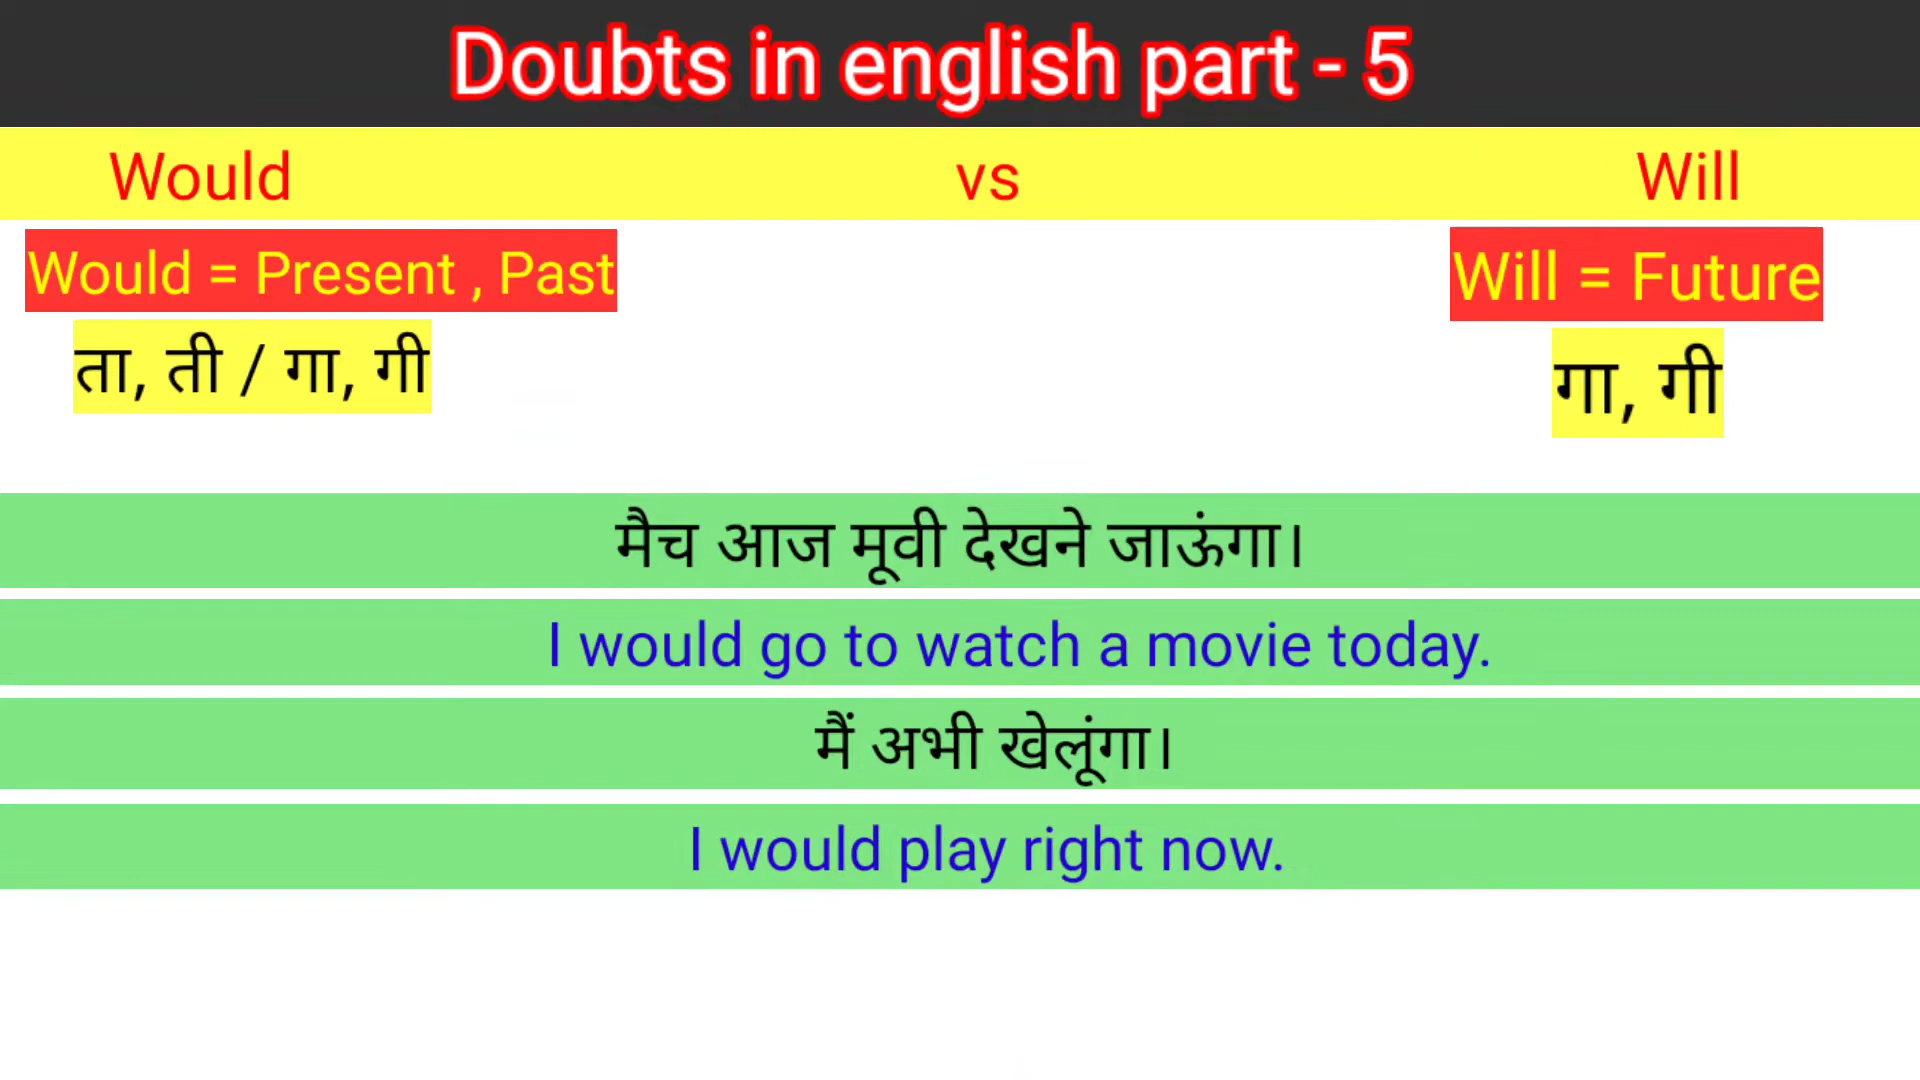 Doubts in english part - 5
Would vs Will
Would = Present , Past
Will = Future
ता, ती / गा, गी
गा, गी
मैच आज मूवी देखने जाऊंगा।
I would go to watch a movie today.
मैं अभी खेलूंगा।
I would play right now.